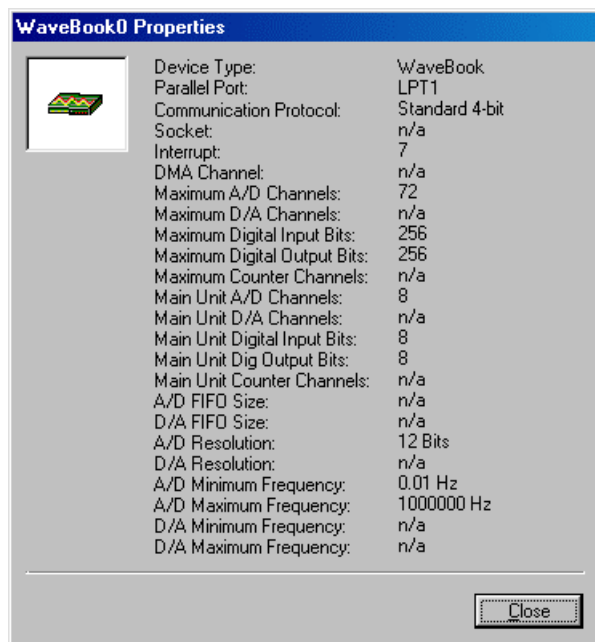 WaveBook0 Properties
Device Type: WaveBook
Parallel Port: LPT1
Communication Protocol: Standard 4-bit
Socket: n/a
Interrupt: 7
DMA Channel: n/a
Maximum A/D Channels: 72
Maximum D/A Channels: n/a
Maximum Digital Input Bits: 256
Maximum Digital Output Bits: 256
Maximum Counter Channels: n/a
Main Unit A/D Channels: 8
Main Unit D/A Channels: n/a
Main Unit Digital Input Bits: 8
Main Unit Dig Output Bits: 8
Main Unit Counter Channels: n/a
A/D FIFO Size: n/a
D/A FIFO Size: n/a
A/D Resolution: 12 Bits
D/A Resolution: n/a
A/D Minimum Frequency: 0.01 Hz
A/D Maximum Frequency: 1000000 Hz
D/A Minimum Frequency: n/a
D/A Maximum Frequency: n/a
Close